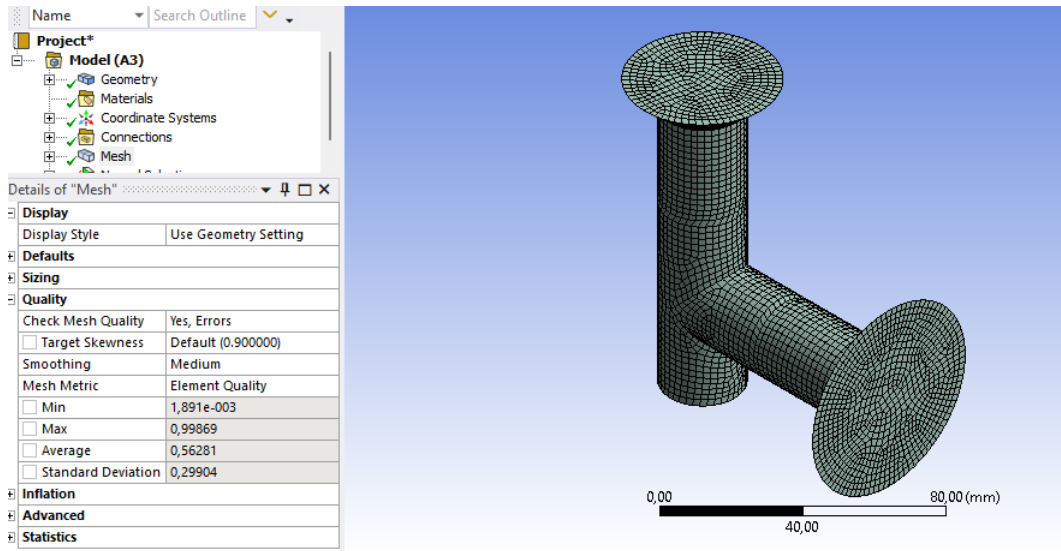 Name Search Outline
Project*
Model (A3)
Geometry
Materials
Coordinate Systems
Connections
Mesh
Details of "Mesh"
Display
Display Style Use Geometry Setting
Defaults
Sizing
Quality
Check Mesh Quality Yes, Errors
Target Skewness Default (0.900000)
Smoothing Medium
Mesh Metric Element Quality
Min 1,891e-003
Max 0,99869
Average 0,56281
Standard Deviation 0,29904
Inflation
Advanced
Statistics
0,00 80,00 (mm)
40,00